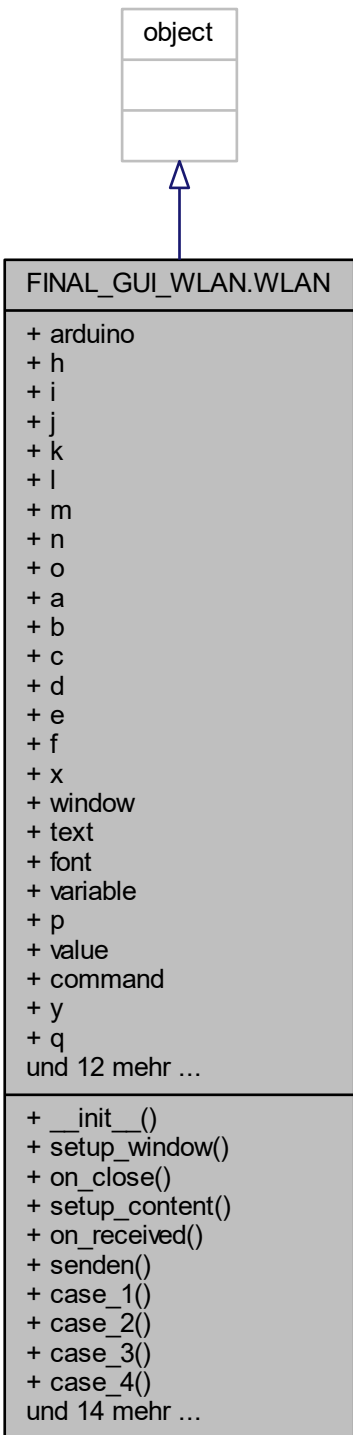 object
FINAL_GUI_WLAN.WLAN
+ arduino
+ h
+ i
+ j
+ k
+ l
+ m
+ n
+ o
+ a
+ b
+ c
+ d
+ e
+ f
+ x
+ window
+ text
+ font
+ variable
+ p
+ value
+ command
+ y
+ q
und 12 mehr ...
+ __init__()
+ setup_window()
+ on_close()
+ setup_content()
+ on_received()
+ senden()
+ case_1()
+ case_2()
+ case_3()
+ case_4()
und 14 mehr ...